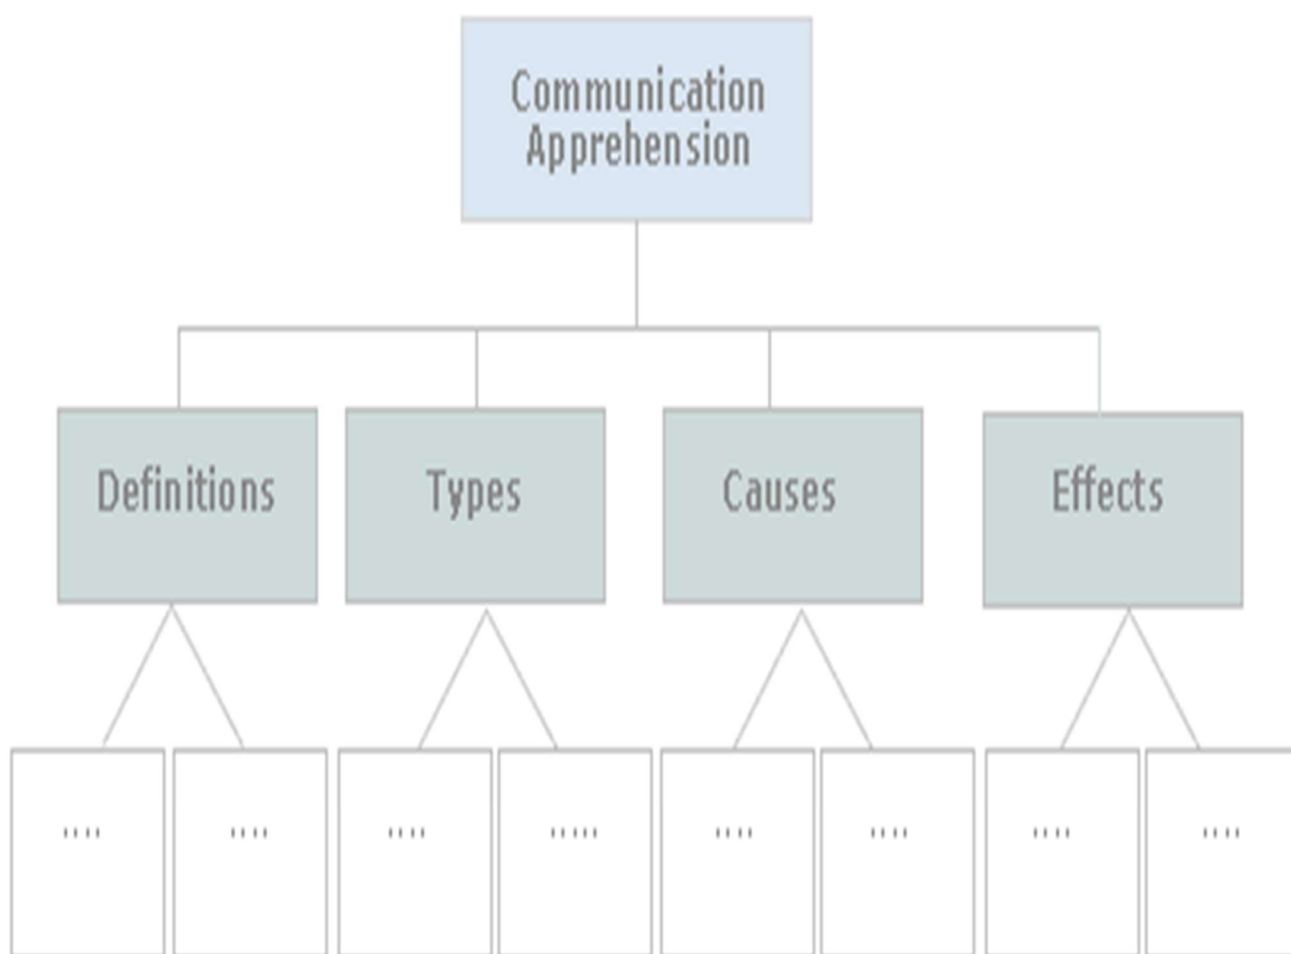 Communication
Apprehension
Definitions
Types
Causes
Effects
....
....
....
.....
....
....
....
....